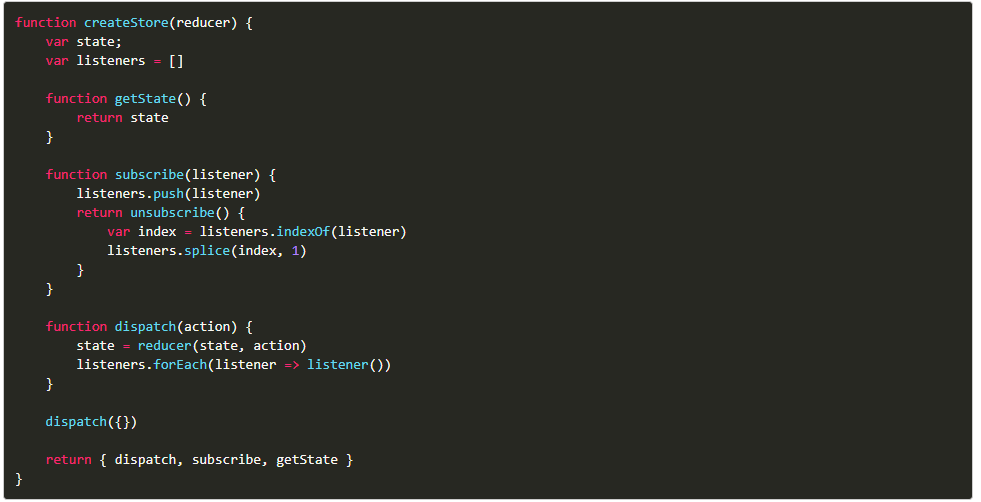 function createStore(reducer) {
    var state;
    var listeners = []

    function getState() {
        return state
    }

    function subscribe(listener) {
        listeners.push(listener)
        return unsubscribe() {
            var index = listeners.indexOf(listener)
            listeners.splice(index, 1)
        }
    }

    function dispatch(action) {
        state = reducer(state, action)
        listeners.forEach(listener => listener())
    }

    dispatch({})

    return { dispatch, subscribe, getState }
}